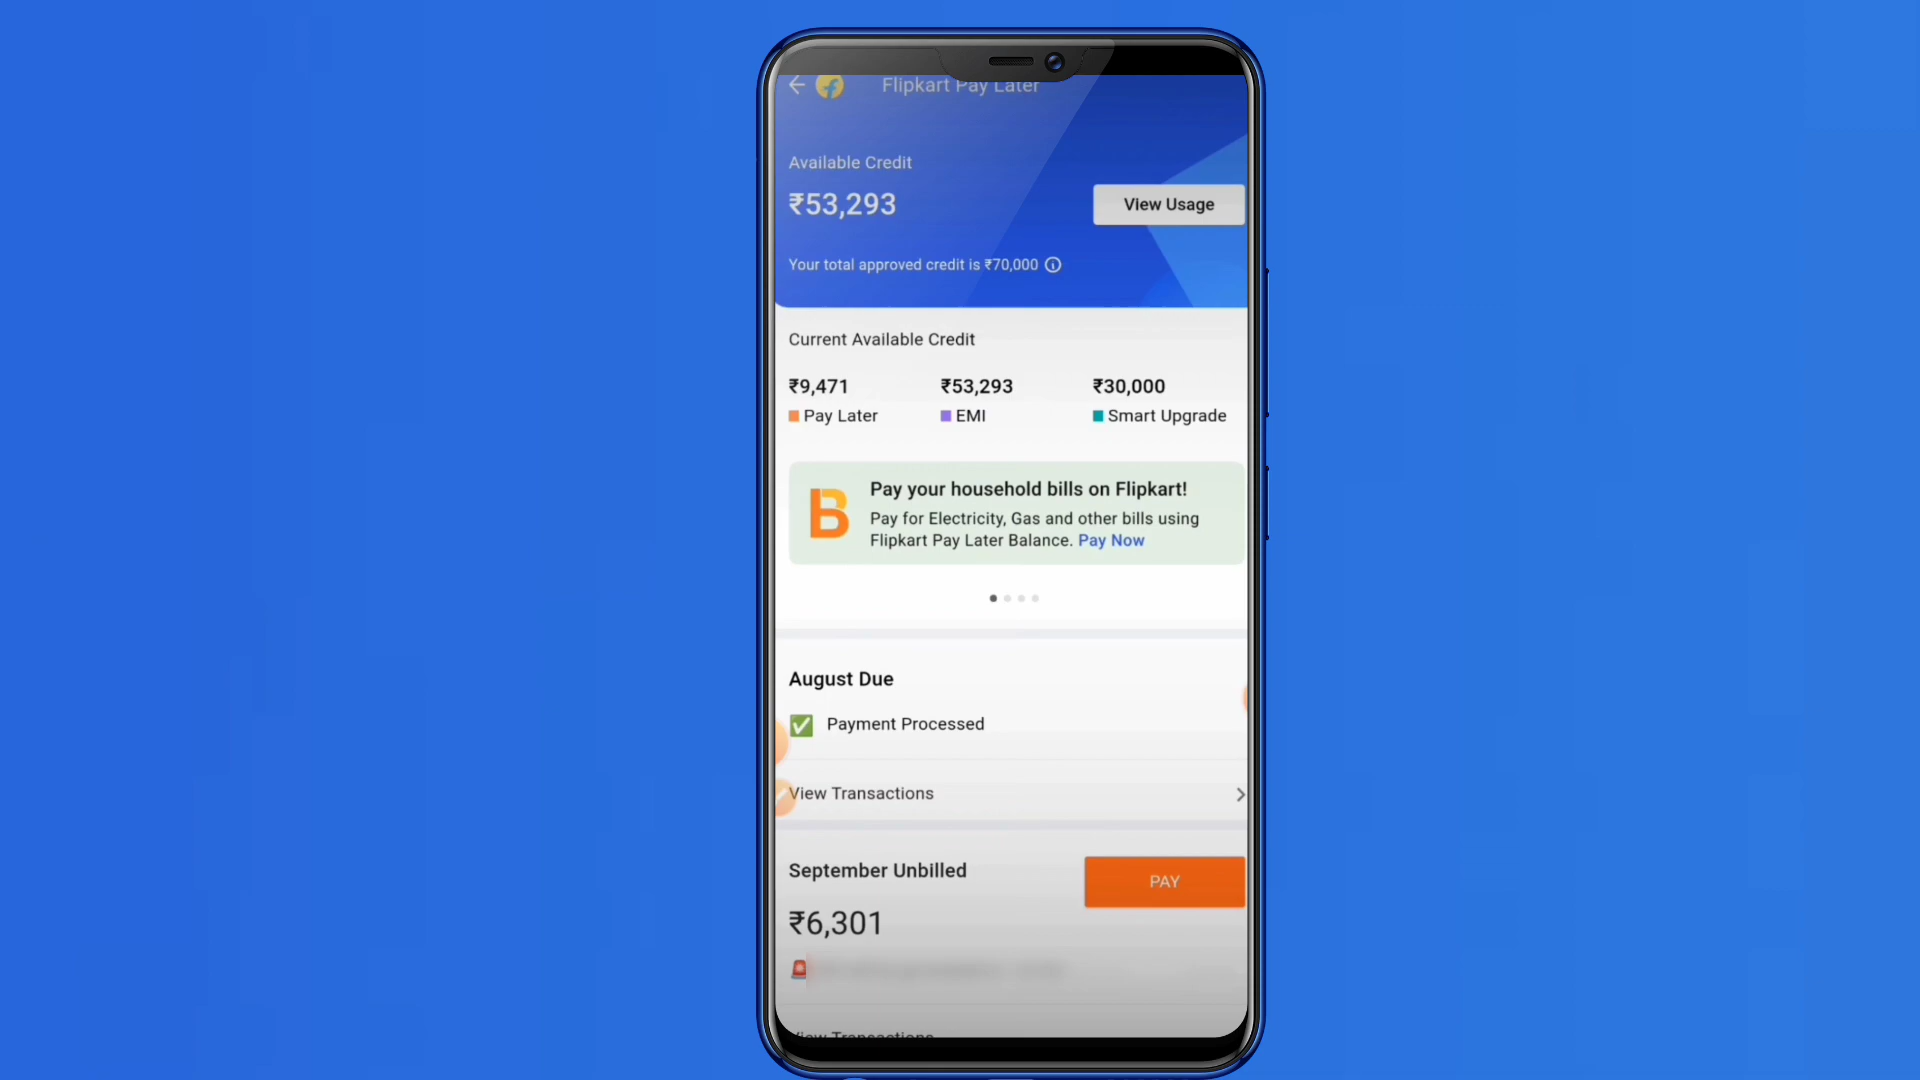 Flipkart Pay Later
Available Credit
₹53,293
View Usage
Your total approved credit is ₹70,000
Current Available Credit
₹9,471
₹53,293
₹30,000
Pay Later
EMI
Smart Upgrade
B
Pay your household bills on Flipkart!
Pay for Electricity, Gas and other bills using
Flipkart Pay Later Balance. Pay Now
August Due
Payment Processed
View Transactions
September Unbilled
PAY
₹6,301
View Transactions